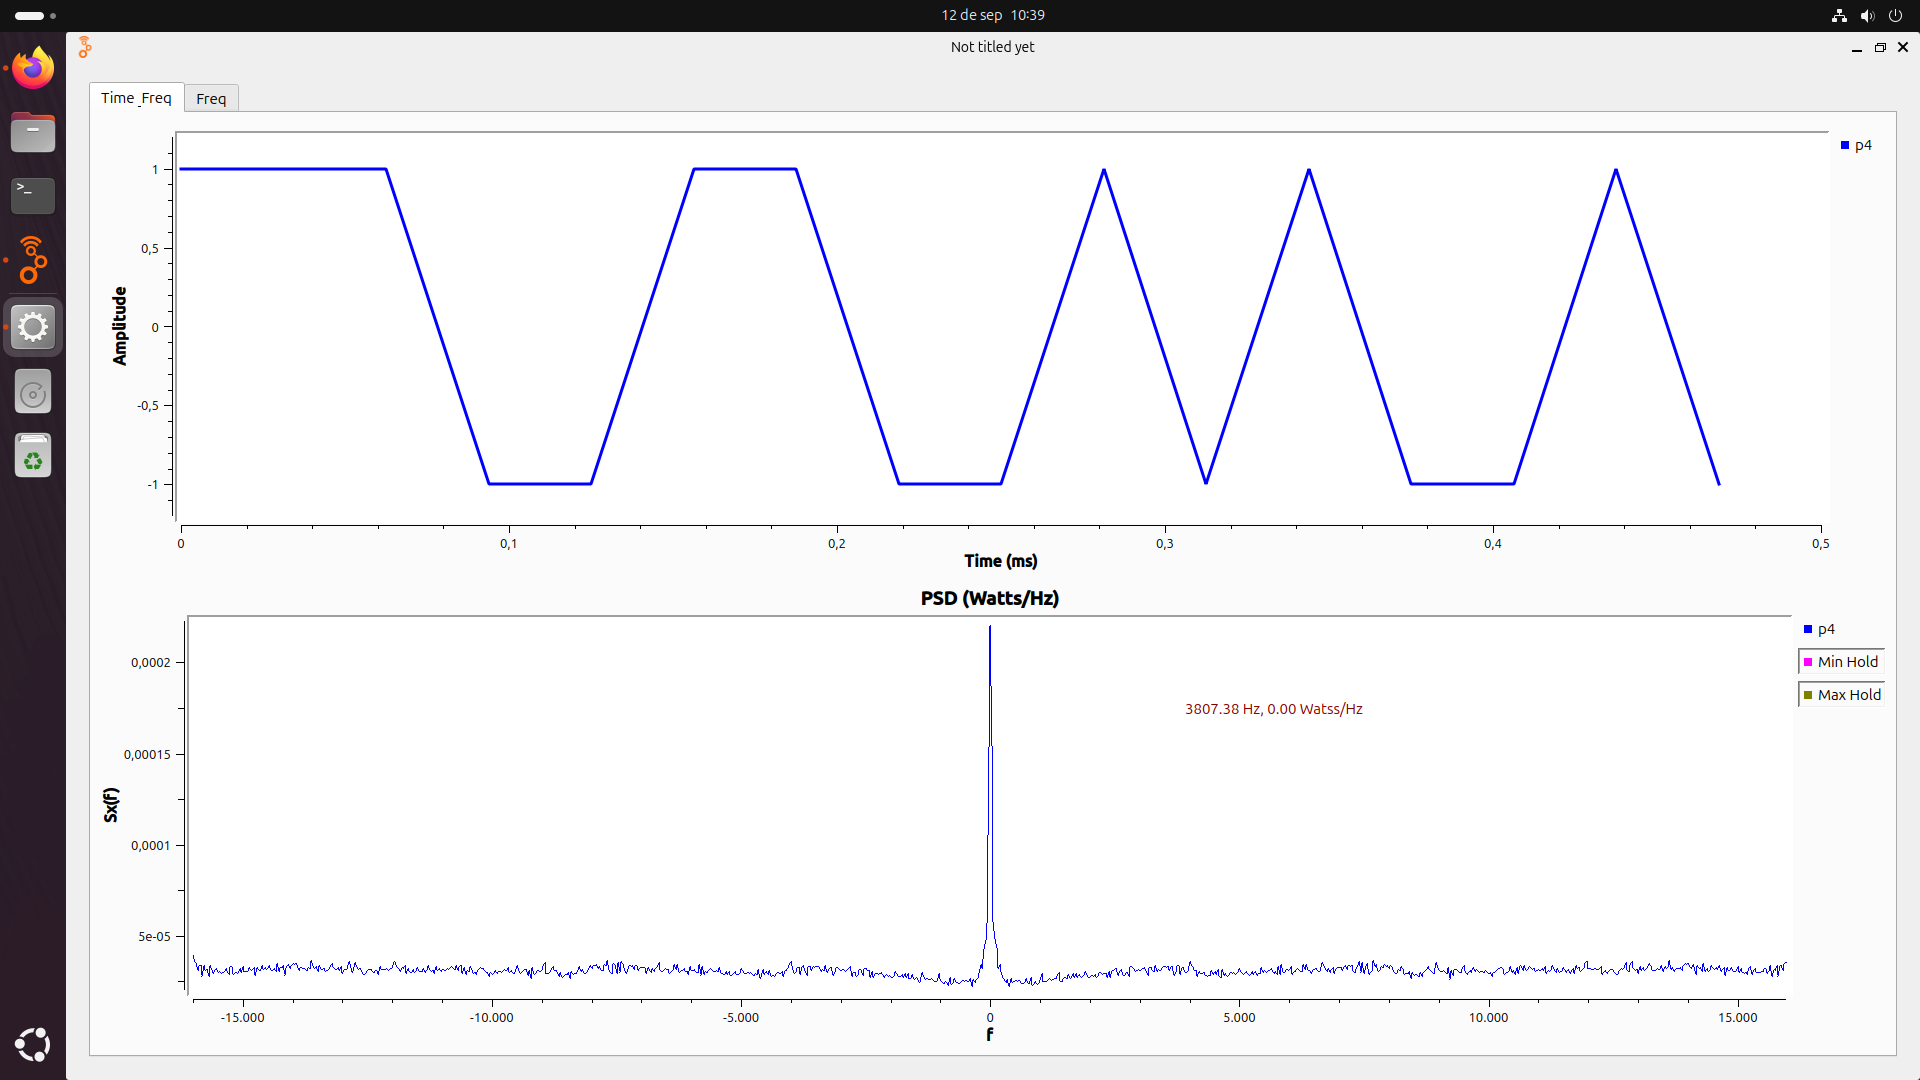 12 de sep 10:39
Not titled yet
Time_Freq
Freq
p4
Amplitude
1
0,5
0
-0,5
-1
0
0,1
0,2
0,3
0,4
0,5
Time (ms)
PSD (Watts/Hz)
p4
Min Hold
Max Hold
3807.38 Hz, 0.00 Watss/Hz
Sx(f)
0,0002
0,00015
0,0001
5e-05
-15.000
-10.000
-5.000
0
5.000
10.000
15.000
f